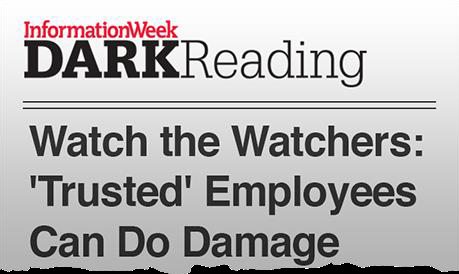 InformationWeek
DARKReading
Watch the Watchers:
'Trusted' Employees
Can Do Damage